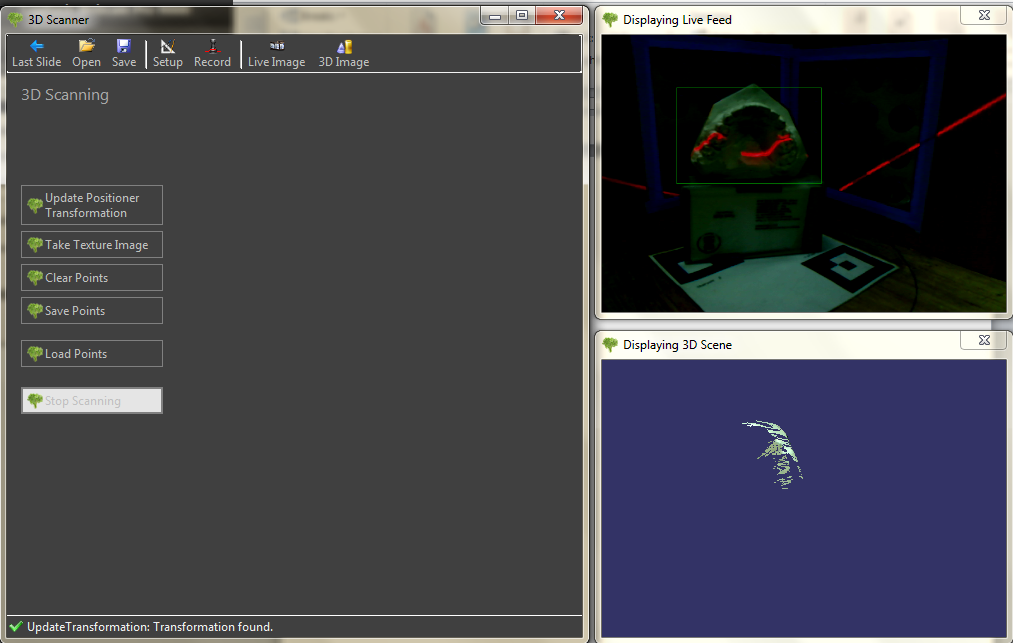 3D Scanner
Last Slide Open Save Setup Record Live Image 3D Image
3D Scanning
Update Positioner
Transformation
Take Texture Image
Clear Points
Save Points
Load Points
Stop Scanning
UpdateTransformation: Transformation found.
Displaying Live Feed
Displaying 3D Scene